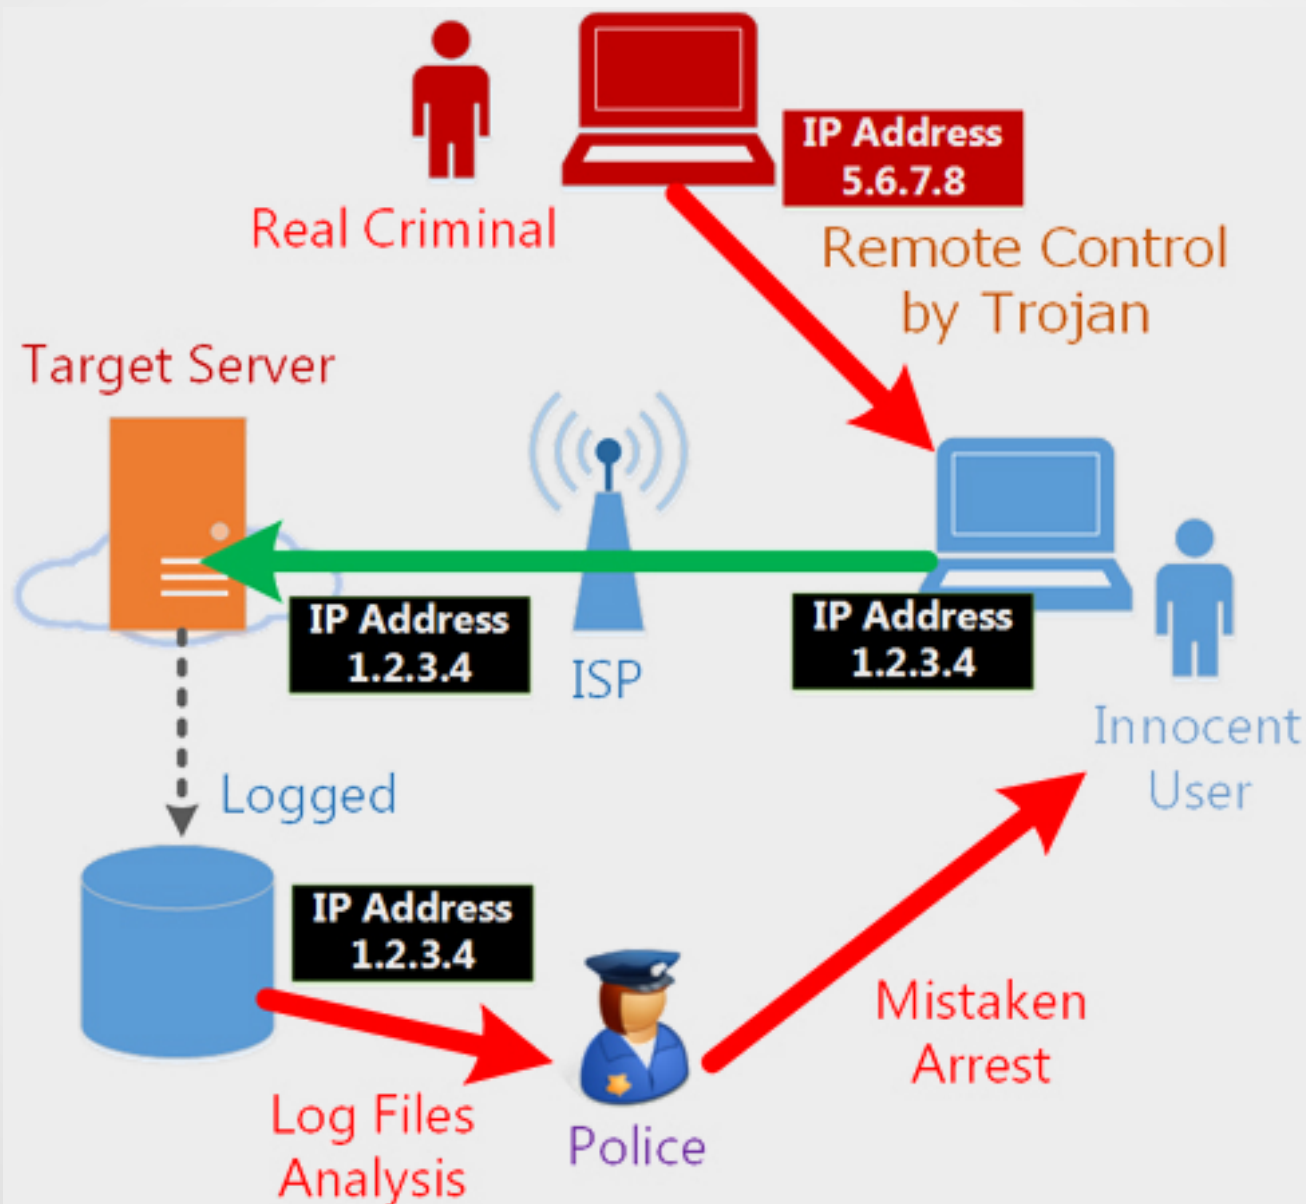 IP Address
5.6.7.8
Real Criminal
Remote Control
by Trojan
Target Server
IP Address
1.2.3.4
ISP
IP Address
1.2.3.4
Innocent
User
Logged
IP Address
1.2.3.4
Mistaken
Arrest
Log Files
Analysis
Police